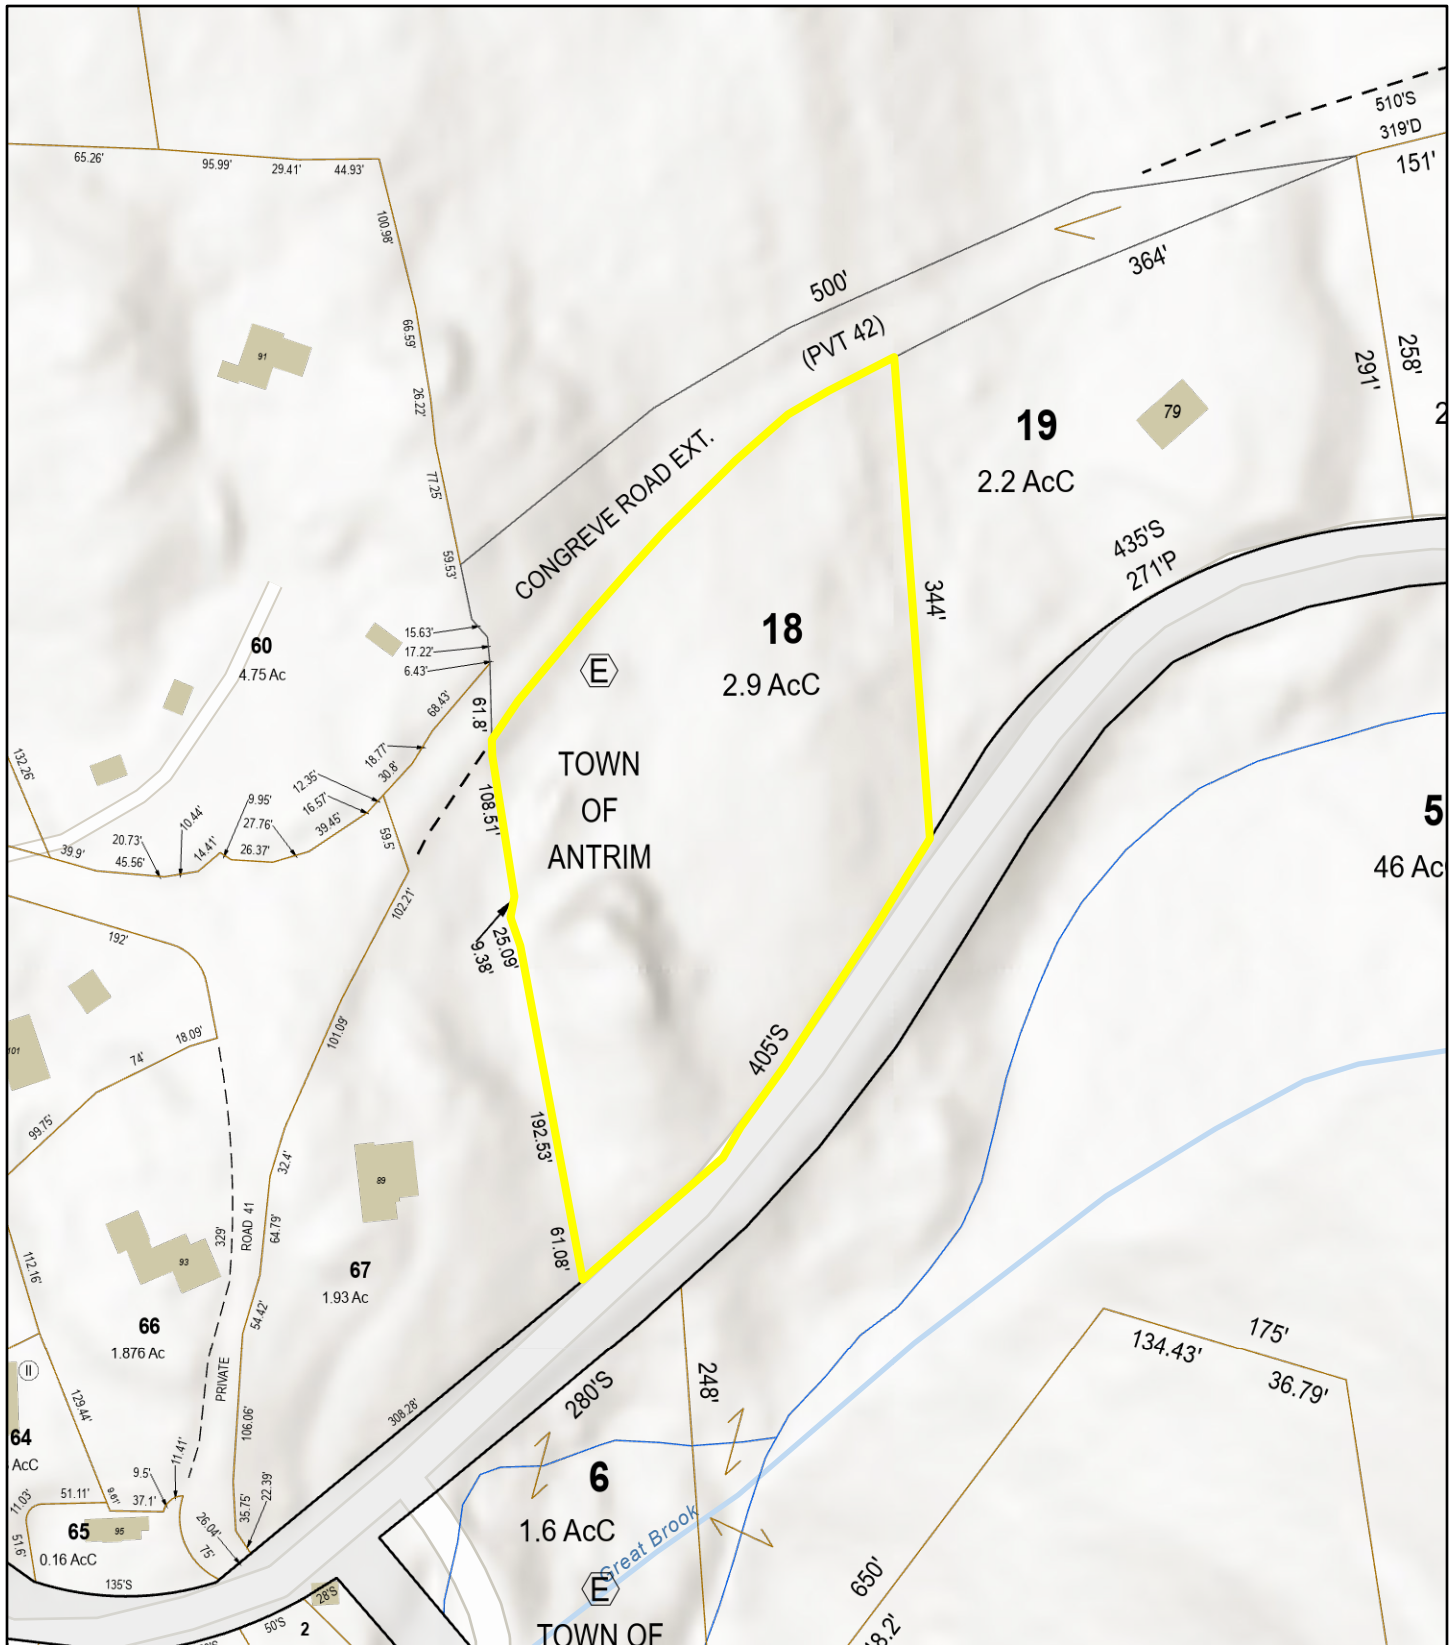 510'S
319'D
151'
65.26'
95.99'
29.41'
44.93'
100.98'
364'
500'
(PVT 42)
66.59'
91
26.22'
291'
258'
79
19
2.2 AcC
2
CONGREVE ROAD EXT.
77.25'
59.53'
435'S
271'P
344'
15.63'
17.22'
6.43'
60
4.75 Ac
E
18
2.9 AcC
68.43'
61.8'
18.77'
30.8'
132.26'
12.35'
16.57'
TOWN
OF
ANTRIM
9.95'
27.76'
10.44'
108.51'
39.45'
59.5'
5
46 Ac
20.73'
45.56'
14.41'
26.37'
39.9'
102.21'
192'
25.09'
9.38'
101.09'
101
18.09'
74'
405'S
99.75'
192.53'
32.4'
89
329'
ROAD 41
64.79'
61.08'
112.16'
93
67
1.93 Ac
54.42'
66
1.876 Ac
175'
134.43'
36.79'
II
PRIVATE
248'
280'S
129.44'
308.28'
106.06'
64
AcC
11.41'
9.5'
22.39'
6
1.6 AcC
11.03'
51.11'
9.61'
37.1'
35.75'
26.04'
65
0.16 AcC
95
51.6'
75'
Great Brook
650'
135'S
E
28'S
50'S
2
TOWN OF
8.2'